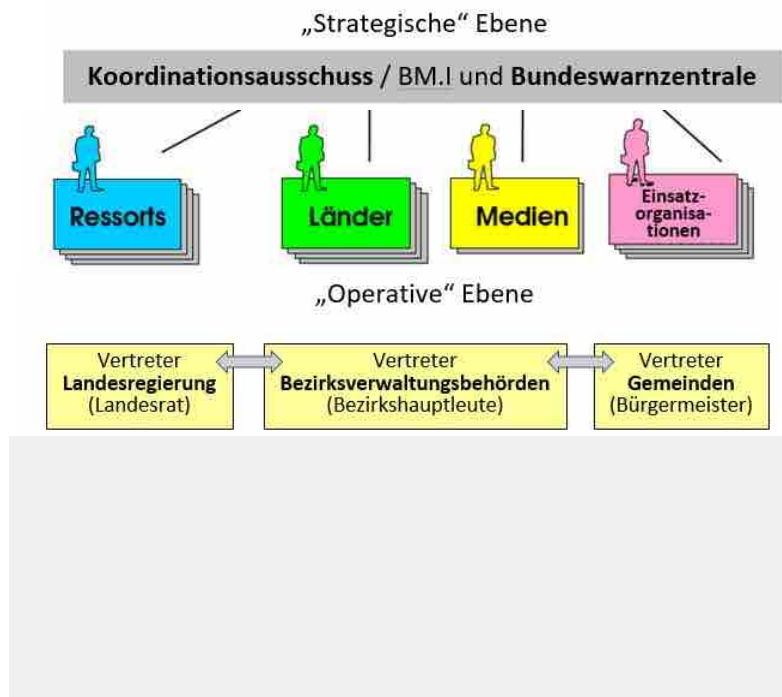 „Strategische“ Ebene
Koordinationsausschuss / BM.I und Bundeswarnzentrale
Ressorts
Länder
Medien
Einsatz-
organisa-
tionen
„Operative“ Ebene
Vertreter
Landesregierung
(Landesrat)
Vertreter
Bezirksverwaltungsbehörden
(Bezirkshauptleute)
Vertreter
Gemeinden
(Bürgermeister)